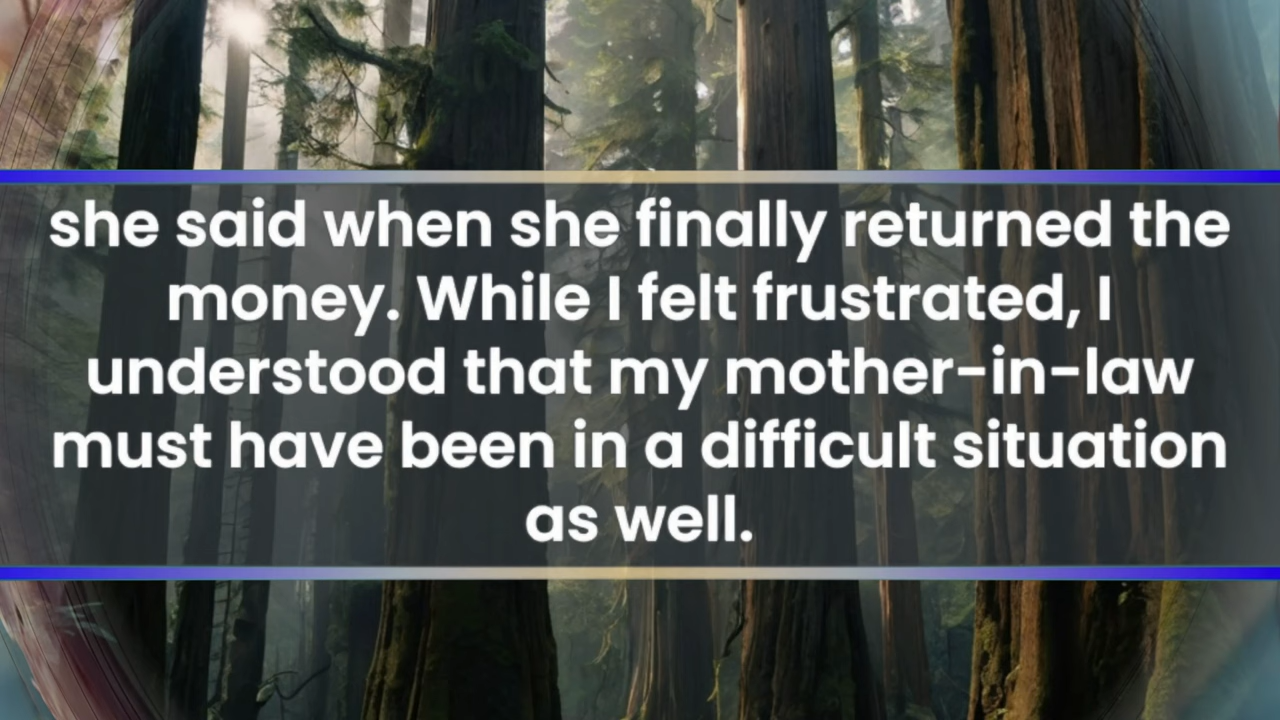 she said when she finally returned the
money. While I felt frustrated, I
understood that my mother-in-law
must have been in a difficult situation
as well.